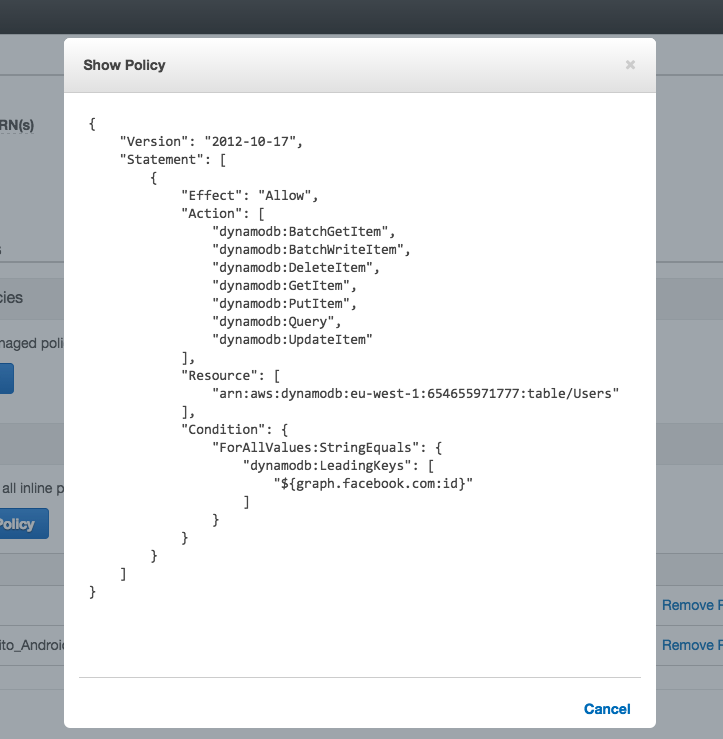 Show Policy
×
RN(s)
{
    "Version": "2012-10-17",
    "Statement": [
        {
            "Effect": "Allow",
            "Action": [
                "dynamodb:BatchGetItem",
                "dynamodb:BatchWriteItem",
                "dynamodb:DeleteItem",
                "dynamodb:GetItem",
                "dynamodb:PutItem",
                "dynamodb:Query",
                "dynamodb:UpdateItem"
            ],
            "Resource": [
                "arn:aws:dynamodb:eu-west-1:654655971777:table/Users"
            ],
            "Condition": {
                "ForAllValues:StringEquals": {
                    "dynamodb:LeadingKeys": [
                        "${graph.facebook.com:id}"
                    ]
                }
            }
        }
    ]
}
cies
naged poli
all inline p
Policy
Remove P
ito_Androi
Remove P
Cancel